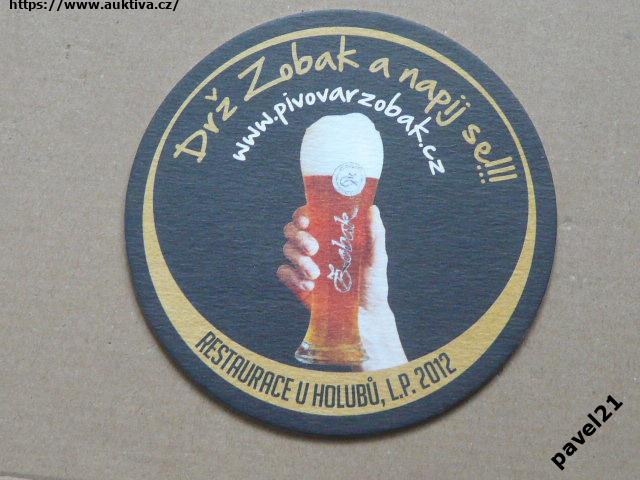 https://www.auktiva.cz/
Drž Zobak a napij se!!!
www.pivovarzobak.cz
Zobak
RESTAURACE U HOLUBŮ, L.P. 2012
pavel21